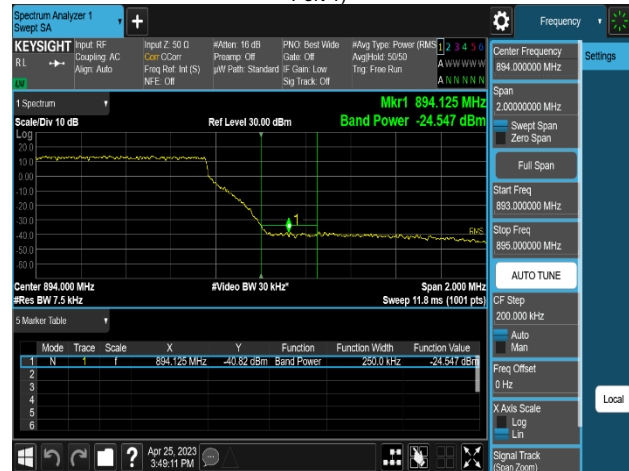 Port 1)
Spectrum Analyzer 1
Swept SA
Frequency
KEYSIGHT
R L
LXI
Input: RF
Coupling: AC
Align: Auto
Input Z: 50 Ω
Corr CCorr
Freq Ref: Int (S)
NFE: Off
#Atten: 16 dB
Preamp: Off
µW Path: Standard
PNO: Best Wide
Gate: Off
IF Gain: Low
Sig Track: Off
#Avg Type: Power (RMS
Avg|Hold: 50/50
Trig: Free Run
1 2 3 4 5 6
A W W W W W
A N N N N N
1 Spectrum
Scale/Div 10 dB
Ref Level 30.00 dBm
Mkr1 894.125 MHz
Band Power -24.547 dBm
Log
20.0
10.0
0.00
-10.0
-20.0
-30.0
-40.0
-50.0
-60.0
1
RMS
Center 894.000 MHz
#Video BW 30 kHz*
Span 2.000 MHz
#Res BW 7.5 kHz
Sweep 11.8 ms (1001 pts)
5 Marker Table
Mode Trace Scale X Y Function Function Width Function Value
1 N 1 f 894.125 MHz -40.82 dBm Band Power 250.0 kHz -24.547 dBm
2
3
4
5
6
Apr 25, 2023
3:49:11 PM
Center Frequency
894.000000 MHz
Span
2.00000000 MHz
Swept Span
Zero Span
Full Span
Start Freq
893.000000 MHz
Stop Freq
895.000000 MHz
AUTO TUNE
CF Step
200.000 kHz
Auto
Man
Freq Offset
0 Hz
X Axis Scale
Log
Lin
Signal Track
(Span Zoom)
Settings
Local